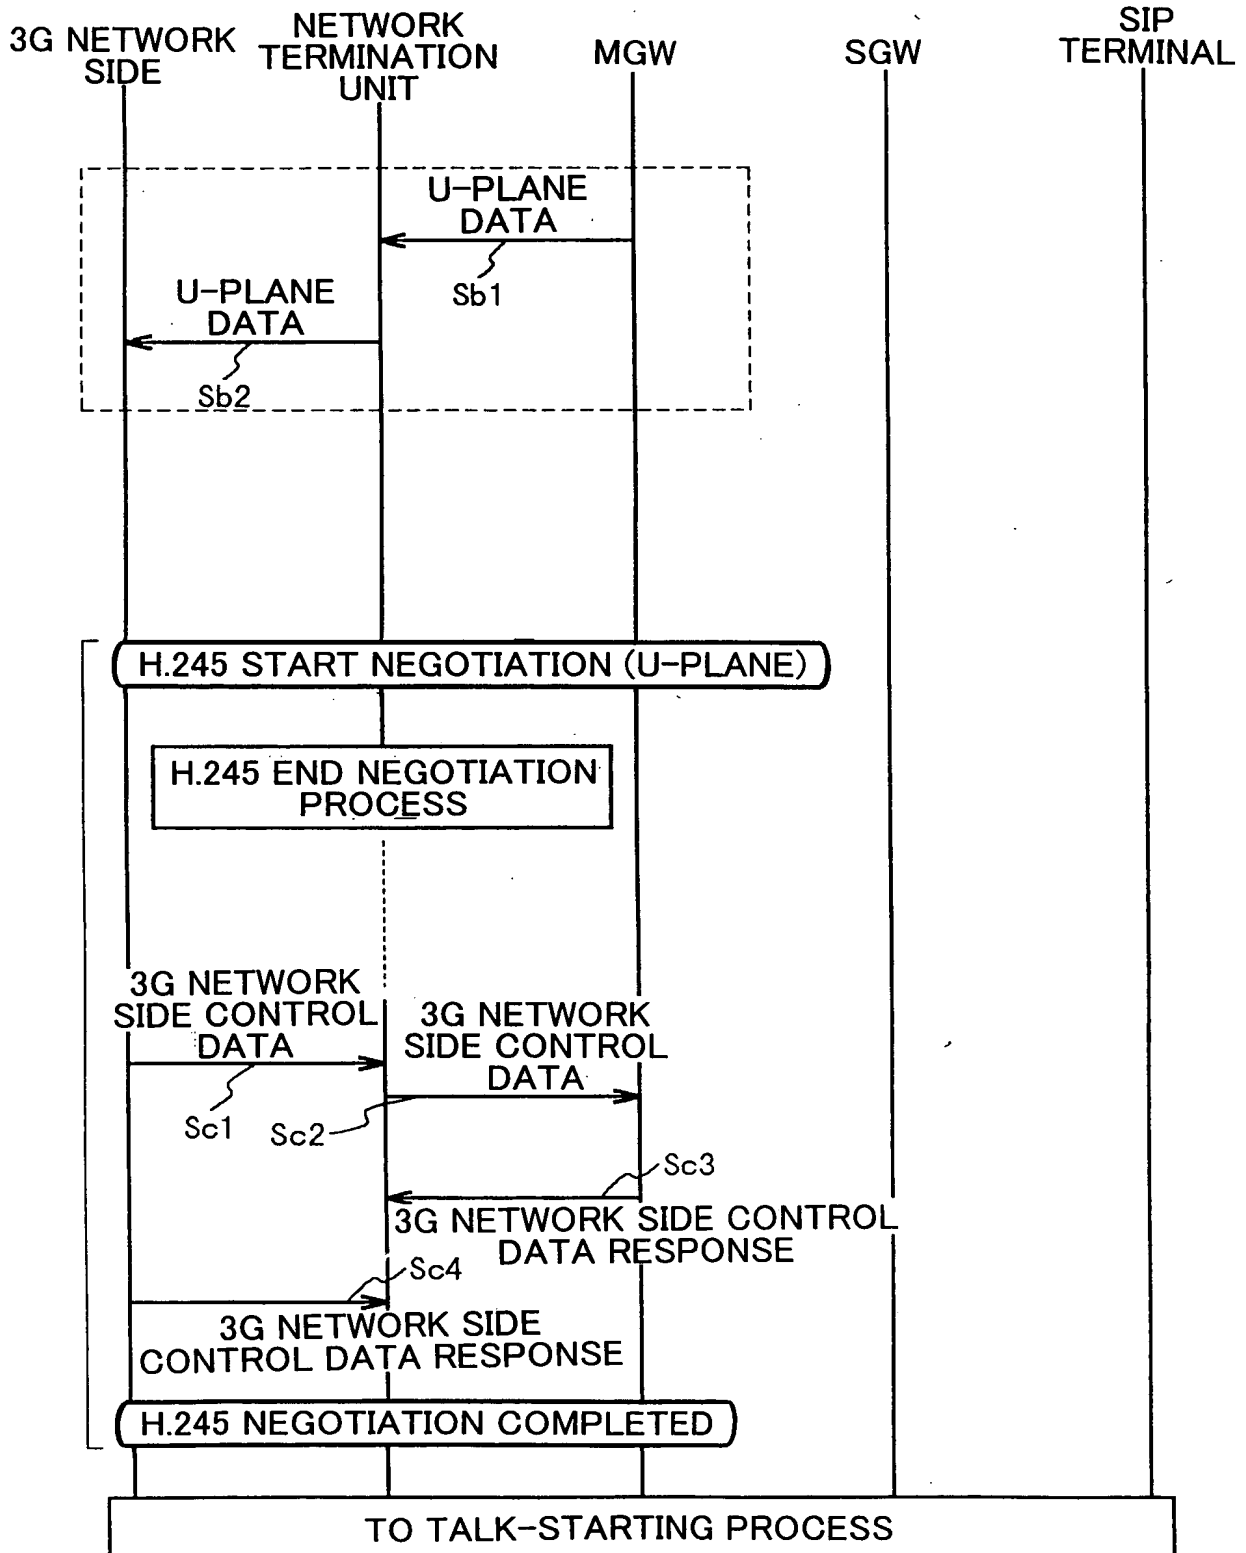 3G NETWORK
SIDE
NETWORK
TERMINATION
UNIT
MGW
SGW
SIP
TERMINAL
U-PLANE
DATA
Sb1
U-PLANE
DATA
Sb2
H.245 START NEGOTIATION (U-PLANE)
H.245 END NEGOTIATION
PROCESS
3G NETWORK
SIDE CONTROL
DATA
Sc1
3G NETWORK
SIDE CONTROL
DATA
Sc2
Sc3
3G NETWORK SIDE CONTROL
DATA RESPONSE
Sc4
3G NETWORK SIDE
CONTROL DATA RESPONSE
H.245 NEGOTIATION COMPLETED
TO TALK-STARTING PROCESS